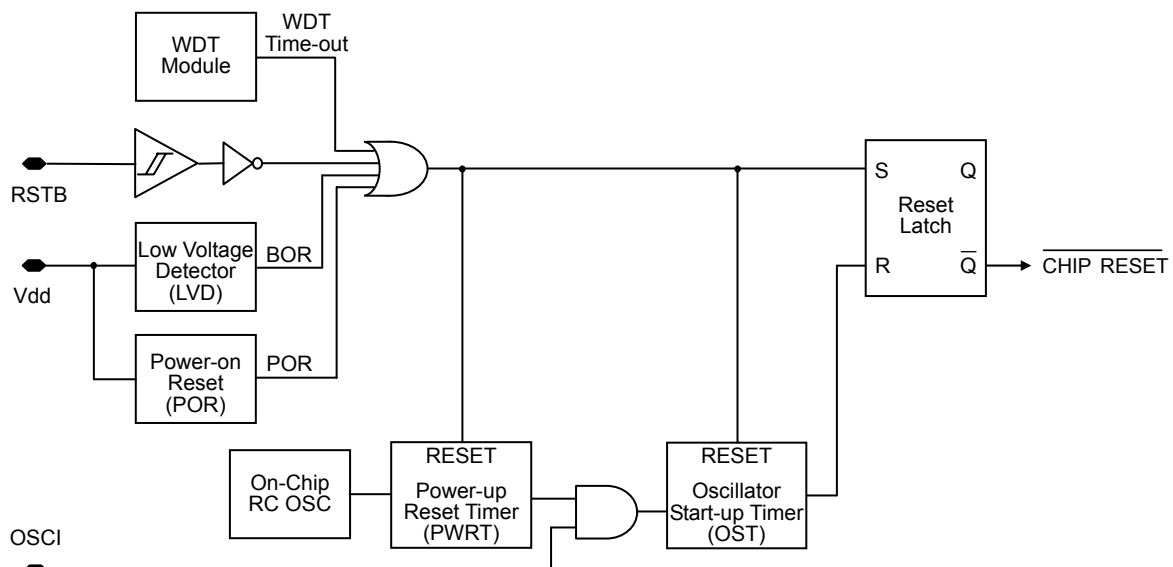 WDT
Module
WDT
Time-out
RSTB
Low Voltage
Detector
(LVD)
BOR
Vdd
Power-on
Reset
(POR)
POR
S
Q
Reset
Latch
R
Q̅
CHIP RESET
On-Chip
RC OSC
RESET
Power-up
Reset Timer
(PWRT)
RESET
Oscillator
Start-up Timer
(OST)
OSCI